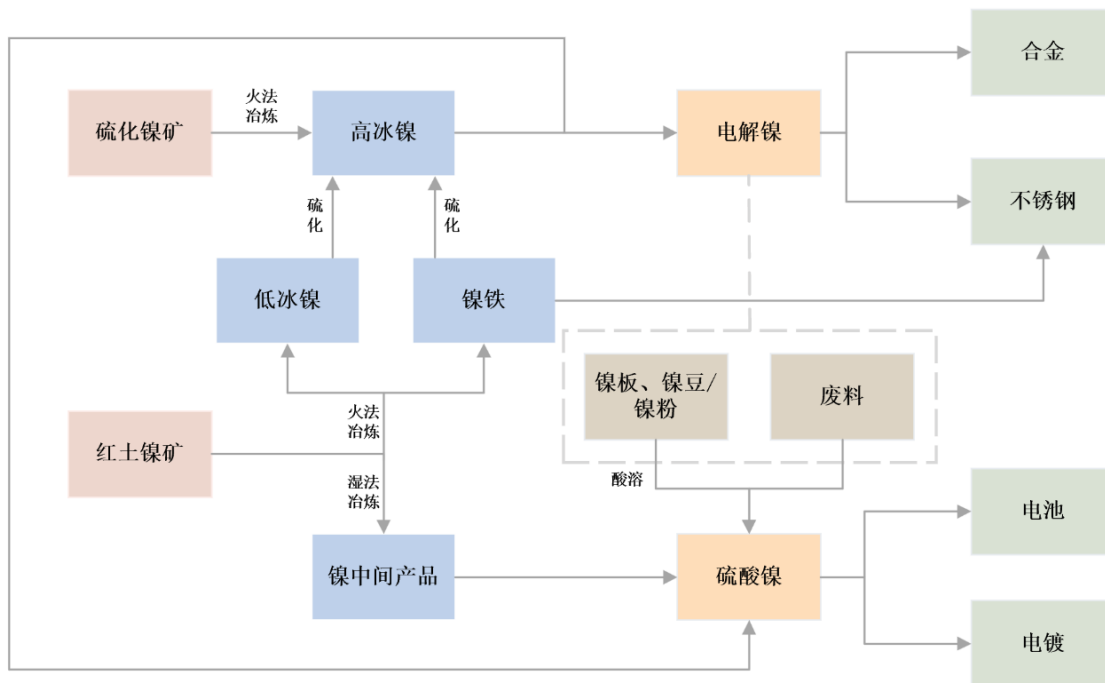 合金
火法
冶炼
硫化镍矿
高冰镍
电解镍
不锈钢
硫
化
硫
化
低冰镍
镍铁
镍板、镍豆/
镍粉
废料
火法
冶炼
红土镍矿
湿法
冶炼
酸溶
电池
镍中间产品
硫酸镍
电镀